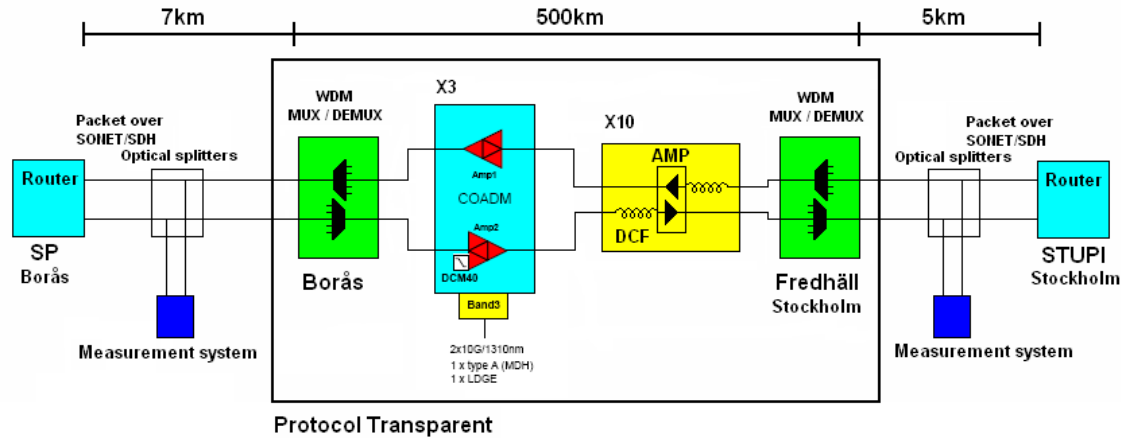 7km
500km
5km
WDM
MUX / DEMUX
X3
X10
WDM
MUX / DEMUX
Packet over
SONET/SDH
Optical splitters
Packet over
SONET/SDH
Optical splitters
Router
Amp1
COADM
Amp2
DCM40
Band3
AMP
DCF
Router
SP
Borås
Borås
Fredhäll
Stockholm
STUPI
Stockholm
Measurement system
2x10G/1310nm
1 x type A (MDH)
1 x LDGE
Measurement system
Protocol Transparent